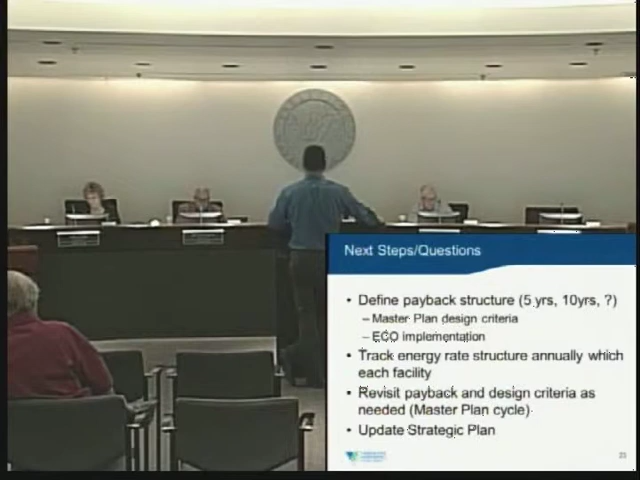 Next Steps/Questions
• Define payback structure (5 yrs, 10yrs, ?)
– Master Plan design criteria
– ECO implementation
• Track energy rate structure annually which
each facility
• Revisit payback and design criteria as
needed (Master Plan cycle)
• Update Strategic Plan